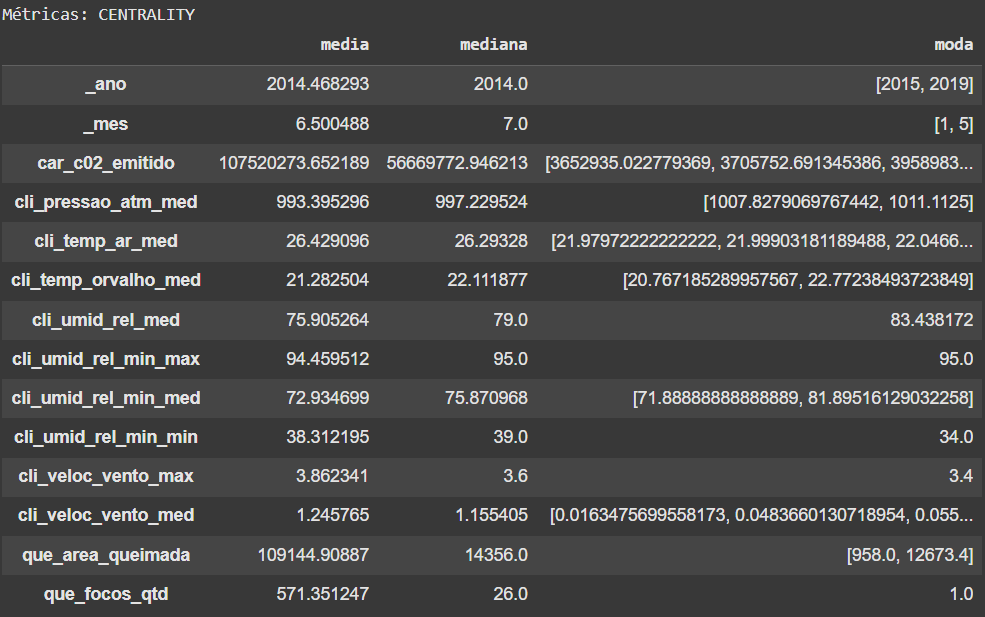 Métricas: CENTRALITY
media mediana moda
_ano 2014.468293 2014.0 [2015, 2019]
_mes 6.500488 7.0 [1, 5]
car_c02_emitido 107520273.652189 56669772.946213 [3652935.022779369, 3705752.691345386, 3958983...
cli_pressao_atm_med 993.395296 997.229524 [1007.8279069767442, 1011.1125]
cli_temp_ar_med 26.429096 26.29328 [21.97972222222222, 21.99903181189488, 22.0466...
cli_temp_orvalho_med 21.282504 22.111877 [20.767185289957567, 22.77238493723849]
cli_umid_rel_med 75.905264 79.0 83.438172
cli_umid_rel_min_max 94.459512 95.0 95.0
cli_umid_rel_min_med 72.934699 75.870968 [71.88888888888889, 81.89516129032258]
cli_umid_rel_min_min 38.312195 39.0 34.0
cli_veloc_vento_max 3.862341 3.6 3.4
cli_veloc_vento_med 1.245765 1.155405 [0.0163475699558173, 0.0483660130718954, 0.055...
que_area_queimada 109144.90887 14356.0 [958.0, 12673.4]
que_focos_qtd 571.351247 26.0 1.0